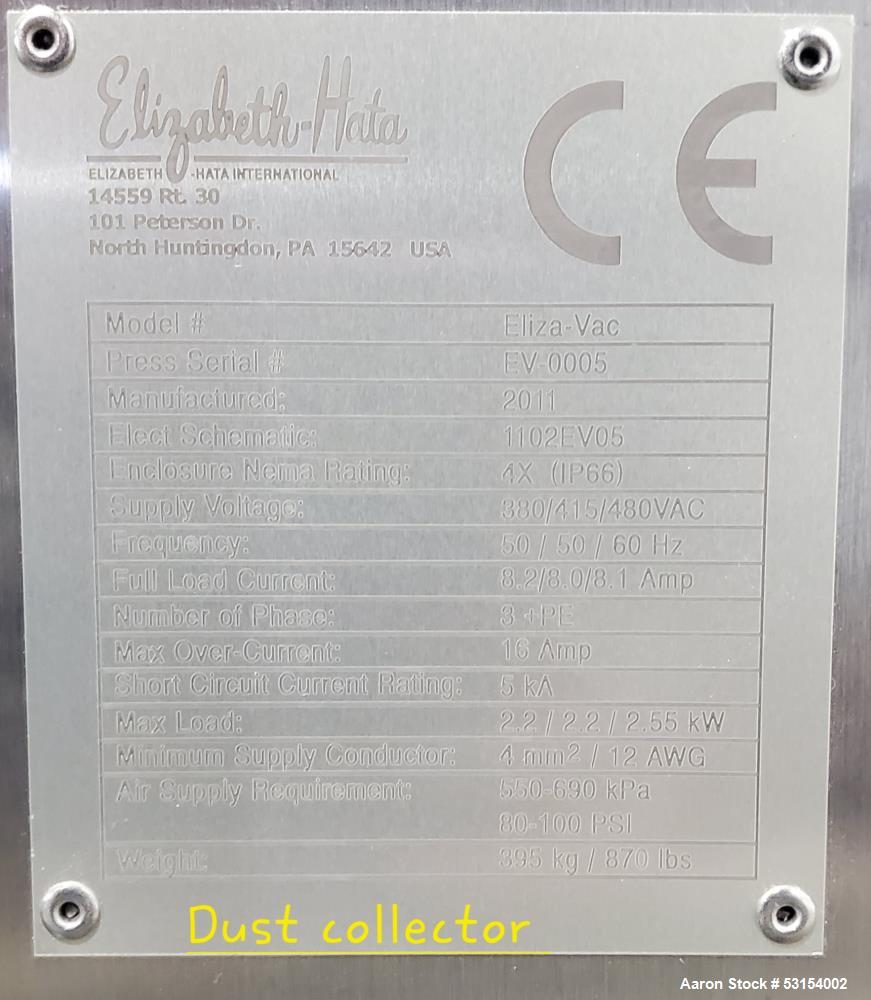 Elizabeth-Hata
ELIZABETH-HATA INTERNATIONAL
14559 Rt. 30
101 Peterson Dr.
North Huntingdon, PA 15642 USA
CE
Model # Eliza-Vac
Press Serial # EV-0005
Manufactured: 2011
Elect Schematic: 1102EV05
Enclosure Nema Rating: 4X (IP66)
Supply Voltage: 380/415/480VAC
Frequency: 50 / 50 / 60 Hz
Full Load Current: 8.2/8.0/8.1 Amp
Number of Phase: 3 +PE
Max Over-Current: 16 Amp
Short Circuit Current Rating: 5 kA
Max Load: 2.2 / 2.2 / 2.55 kW
Minimum Supply Conductor: 4 mm² / 12 AWG
Air Supply Requirement: 550-690 kPa
80-100 PSI
Weight: 395 kg / 870 lbs
Dust collector
Aaron Stock # 53154002